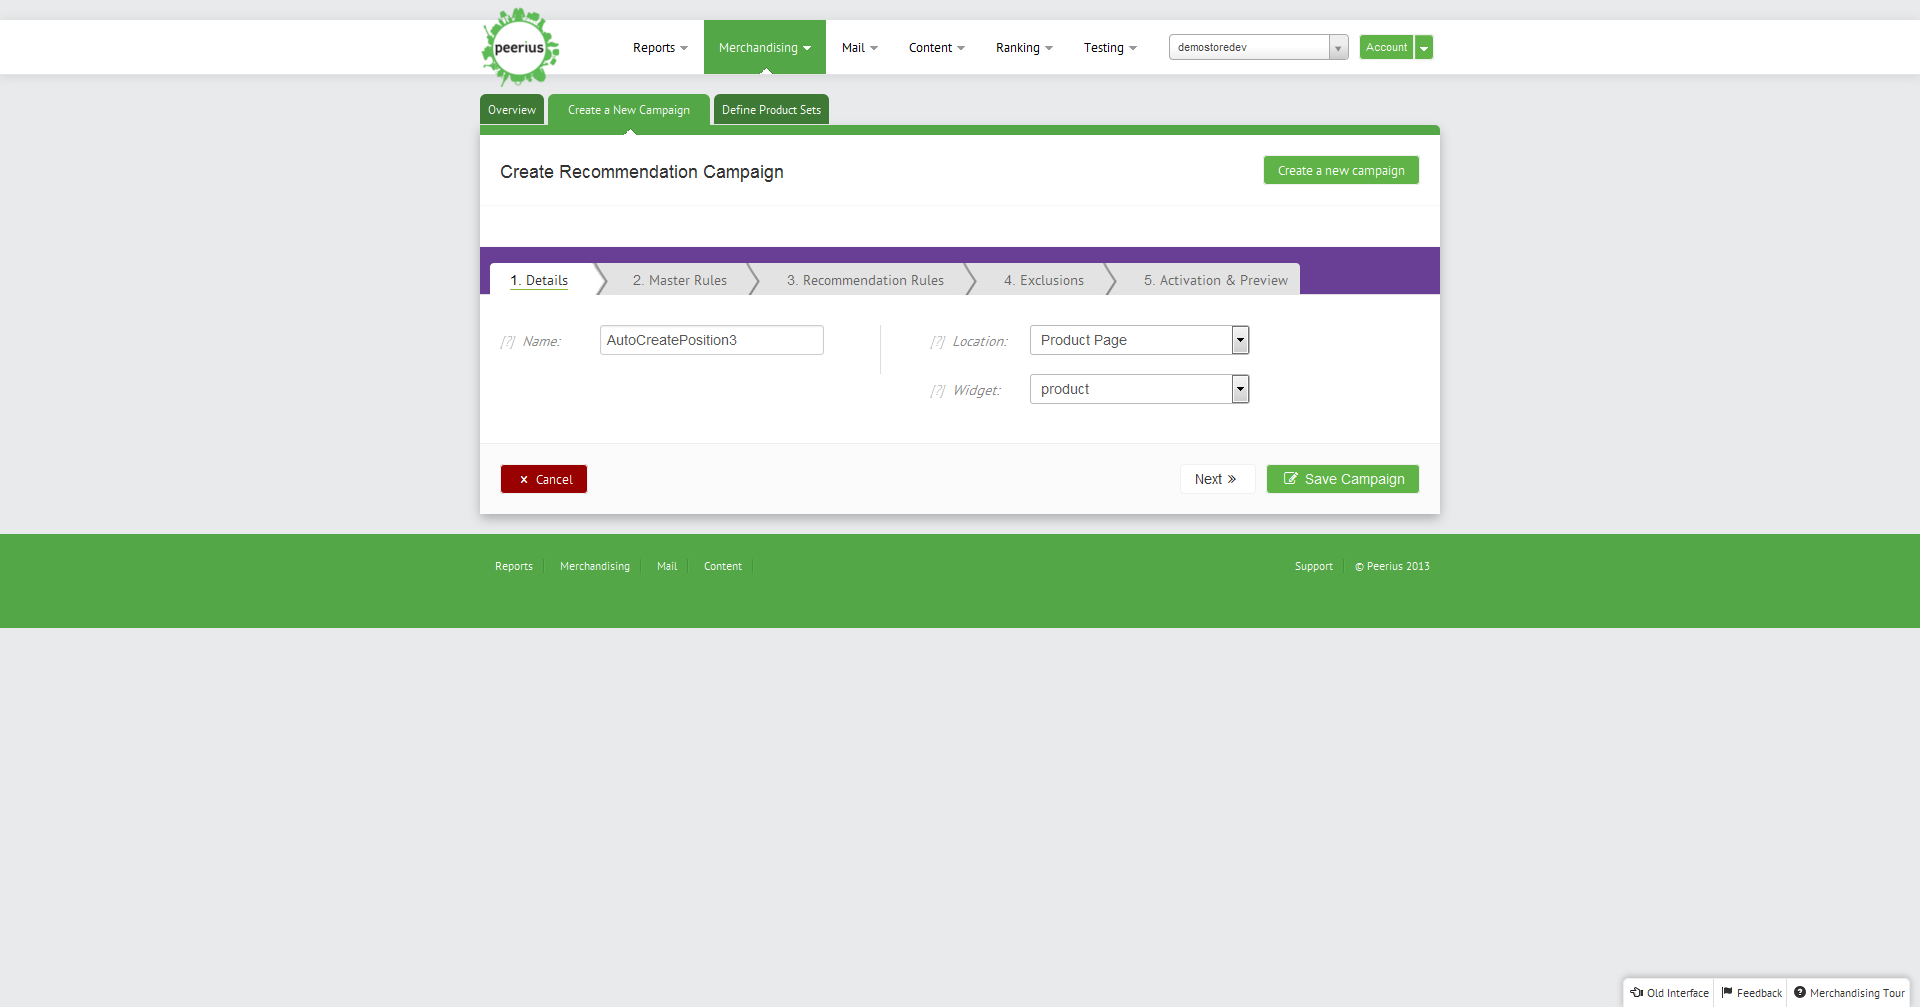 peerius
Reports
Merchandising
Mail
Content
Ranking
Testing
demostoredev
Account
Overview
Create a New Campaign
Define Product Sets
Create Recommendation Campaign
Create a new campaign
1. Details
2. Master Rules
3. Recommendation Rules
4. Exclusions
5. Activation & Preview
[?] Name:
AutoCreatePosition3
[?] Location:
Product Page
[?] Widget:
product
× Cancel
Next »
Save Campaign
Reports
Merchandising
Mail
Content
Support
© Peerius 2013
Old Interface
Feedback
Merchandising Tour